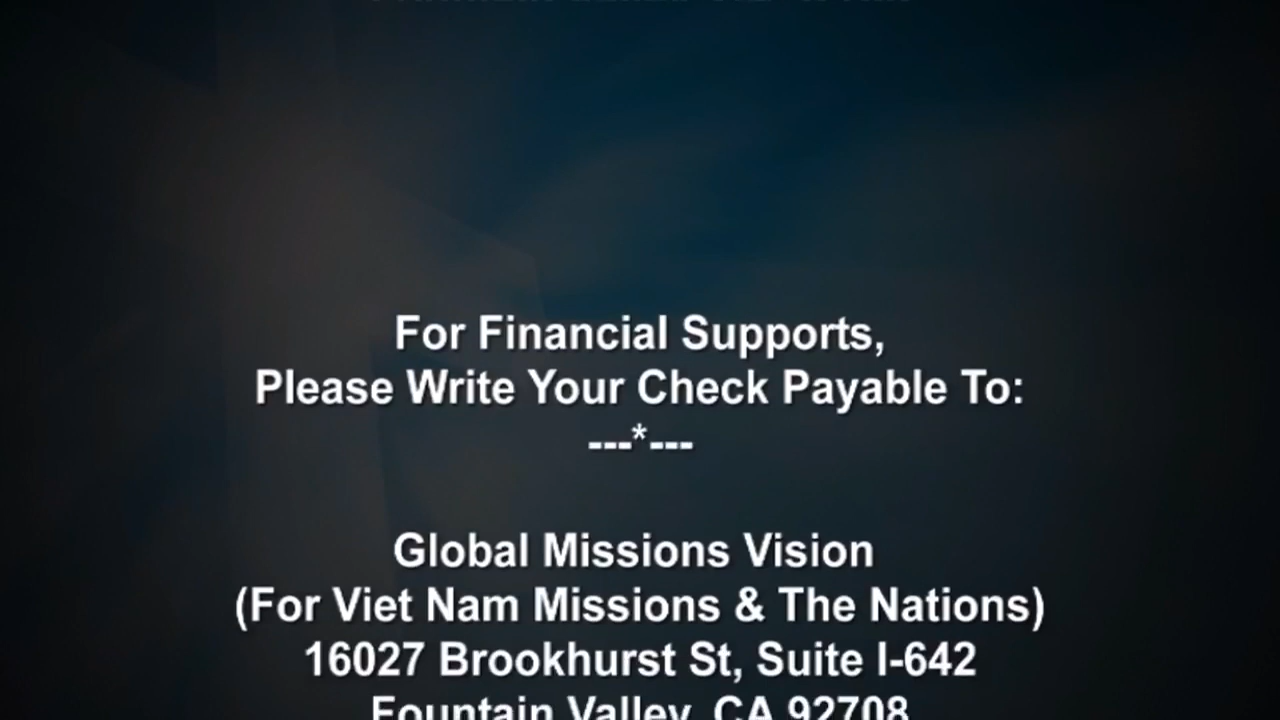 For Financial Supports,
Please Write Your Check Payable To:
---*---
Global Missions Vision
(For Viet Nam Missions & The Nations)
16027 Brookhurst St, Suite I-642
Fountain Valley, CA 92708